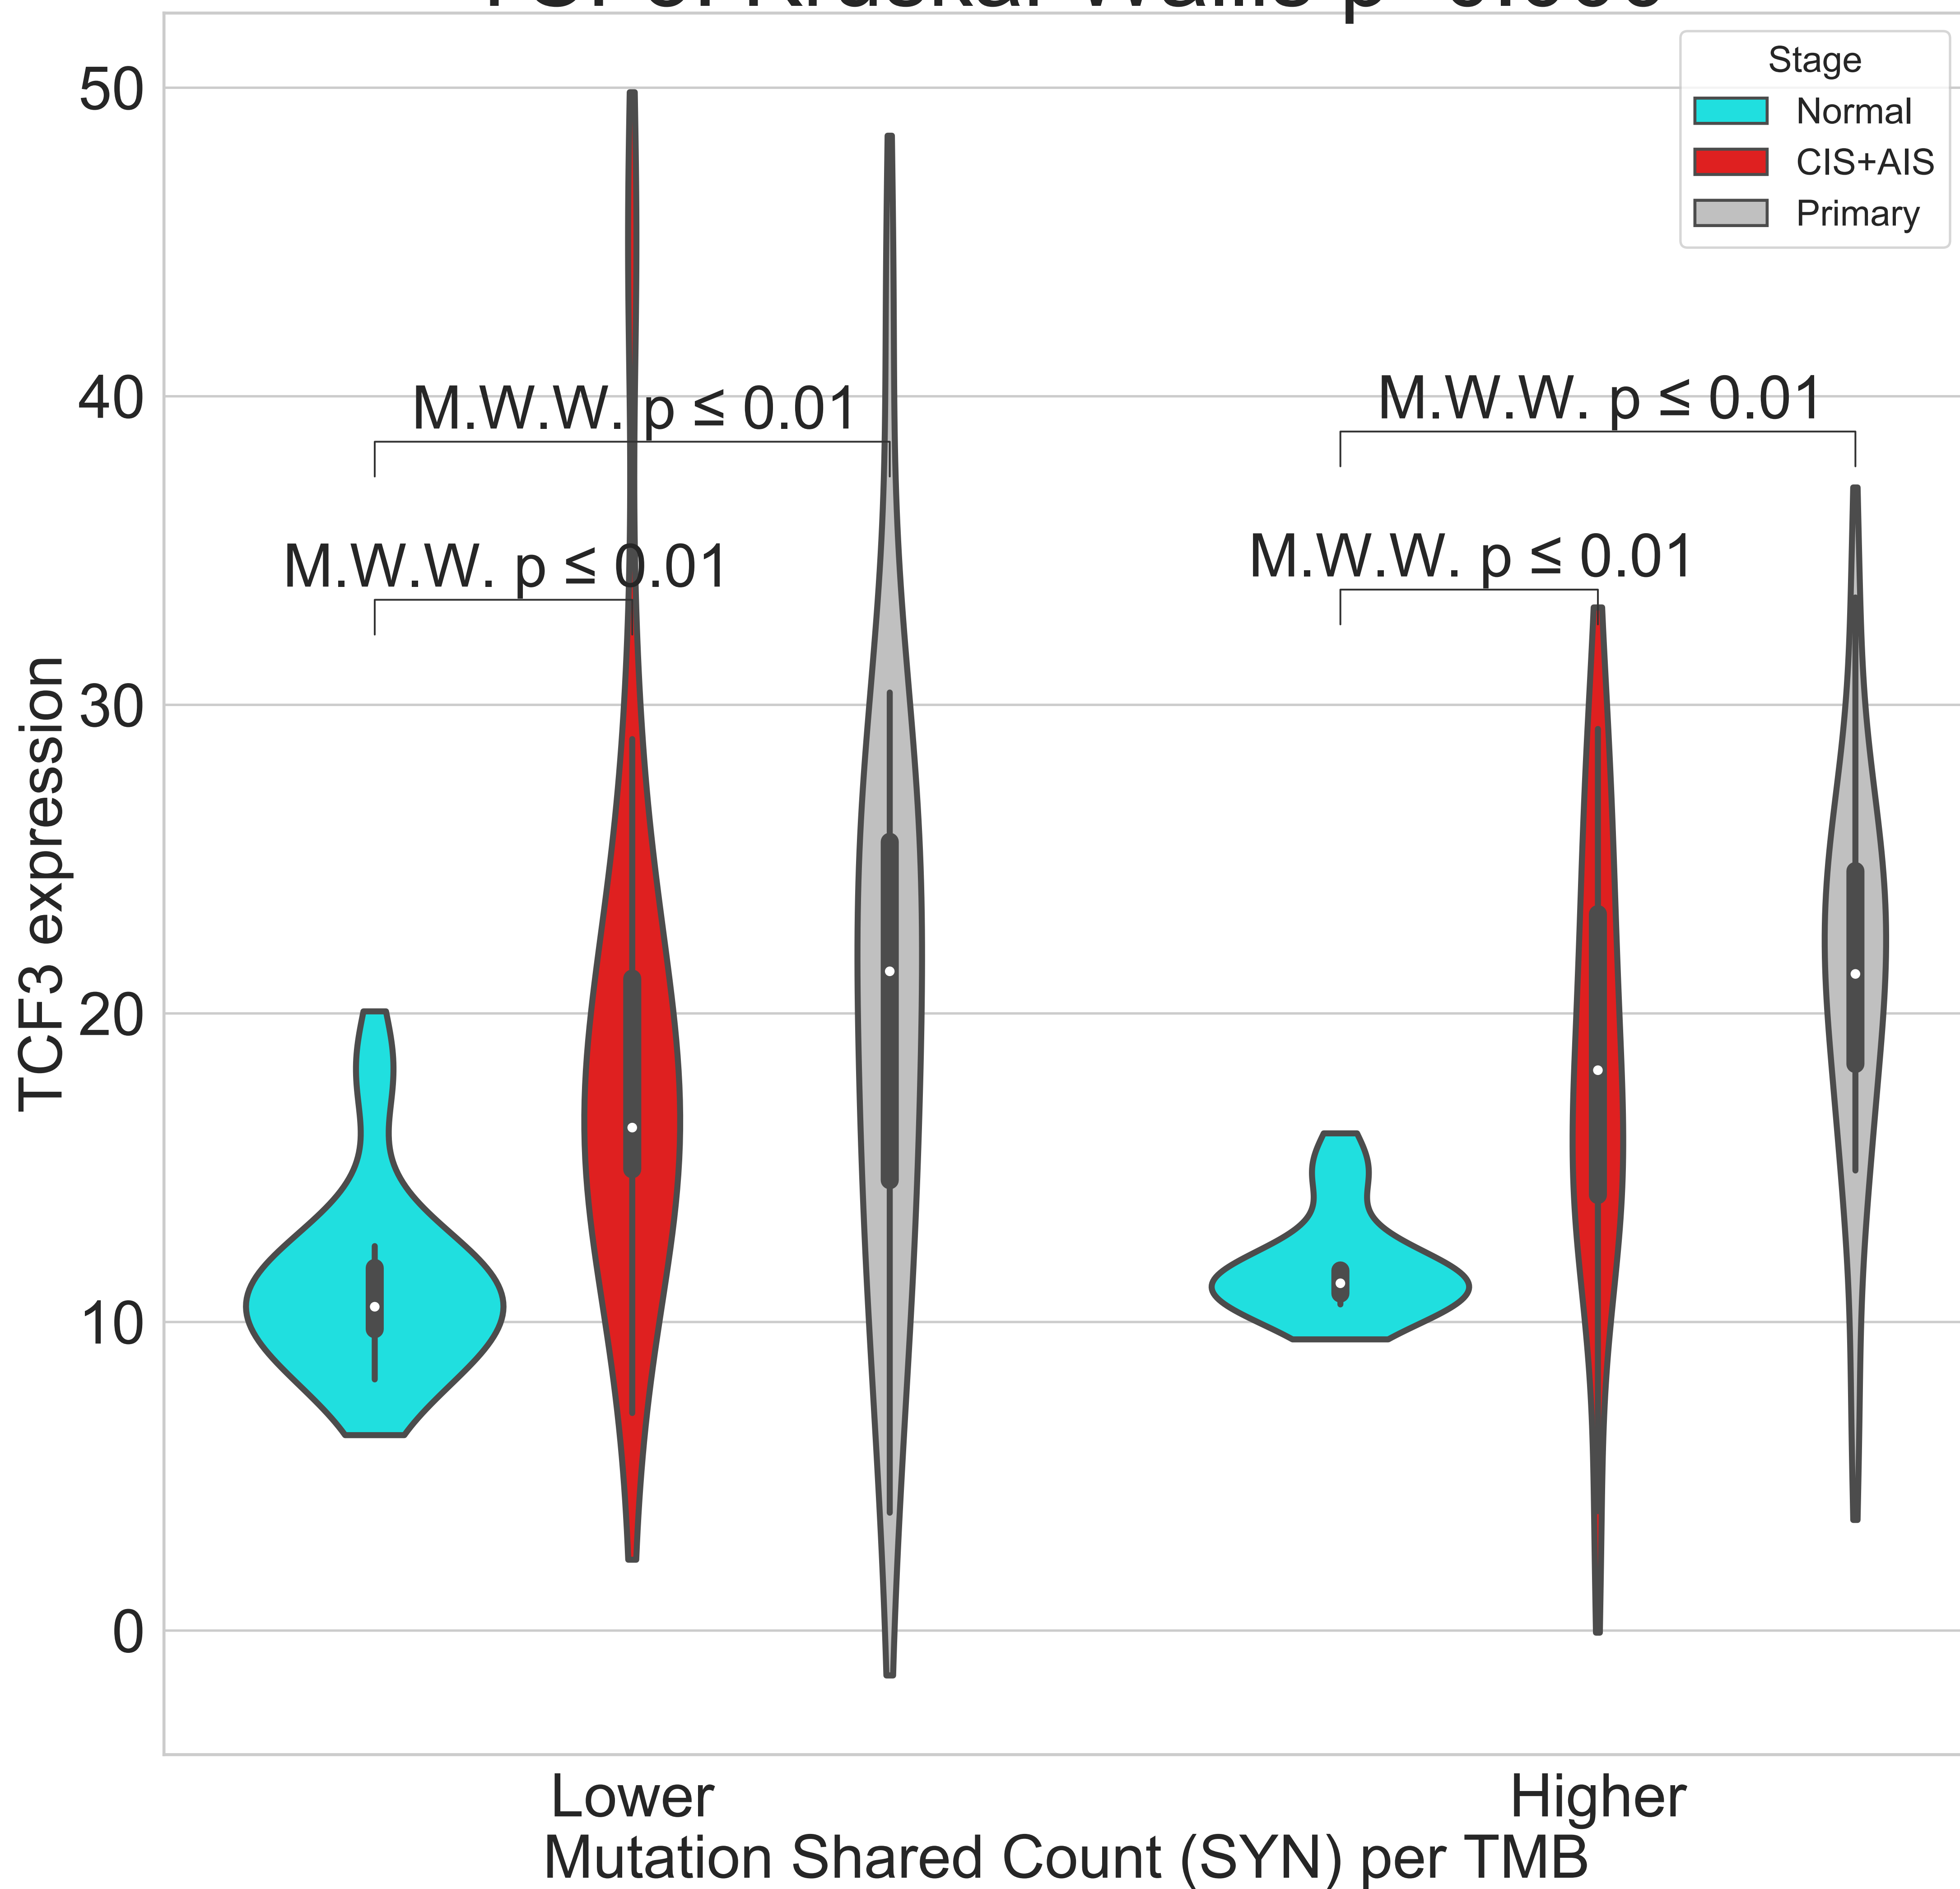 Stage
Normal
CIS+AIS
Primary
50
40
30
20
10
0
TCF3 expression
M.W.W. p ≤ 0.01
M.W.W. p ≤ 0.01
M.W.W. p ≤ 0.01
M.W.W. p ≤ 0.01
Lower
Higher
Mutation Shared Count (SYN) per TMB